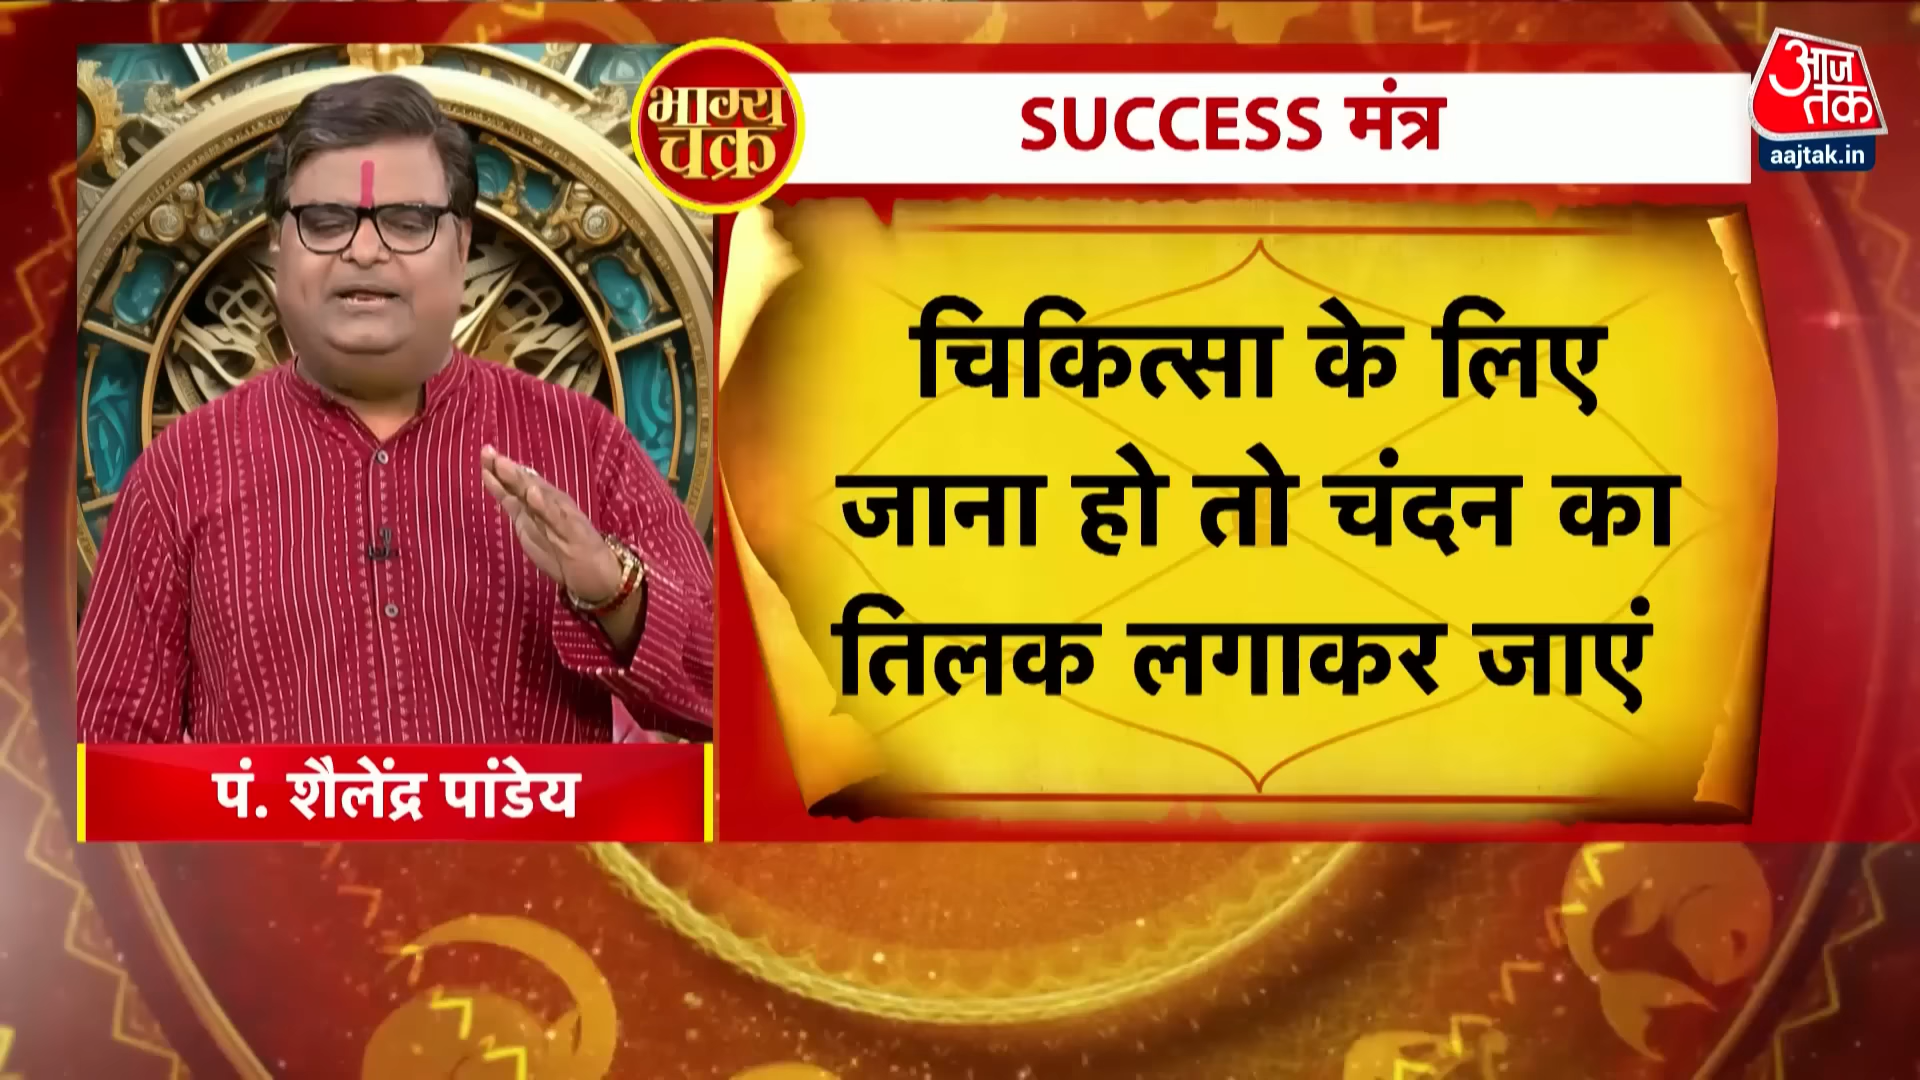 भाग्य
चक्र
SUCCESS मंत्र
आज
तक
aajtak.in
चिकित्सा के लिए
जाना हो तो चंदन का
तिलक लगाकर जाएं
पं. शैलेंद्र पांडेय